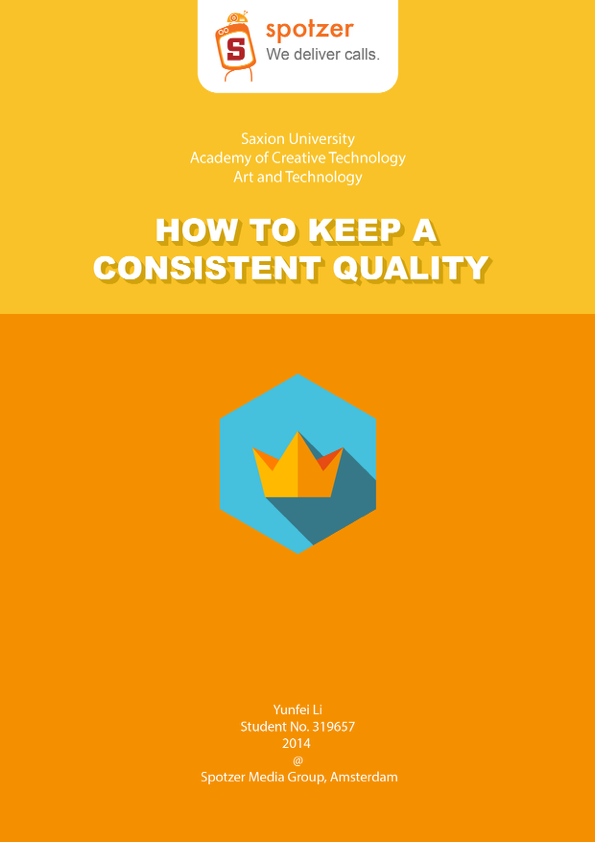 S
spotzer
We deliver calls.
Saxion University
Academy of Creative Technology
Art and Technology
HOW TO KEEP A
CONSISTENT QUALITY
Yunfei Li
Student No. 319657
2014
@
Spotzer Media Group, Amsterdam